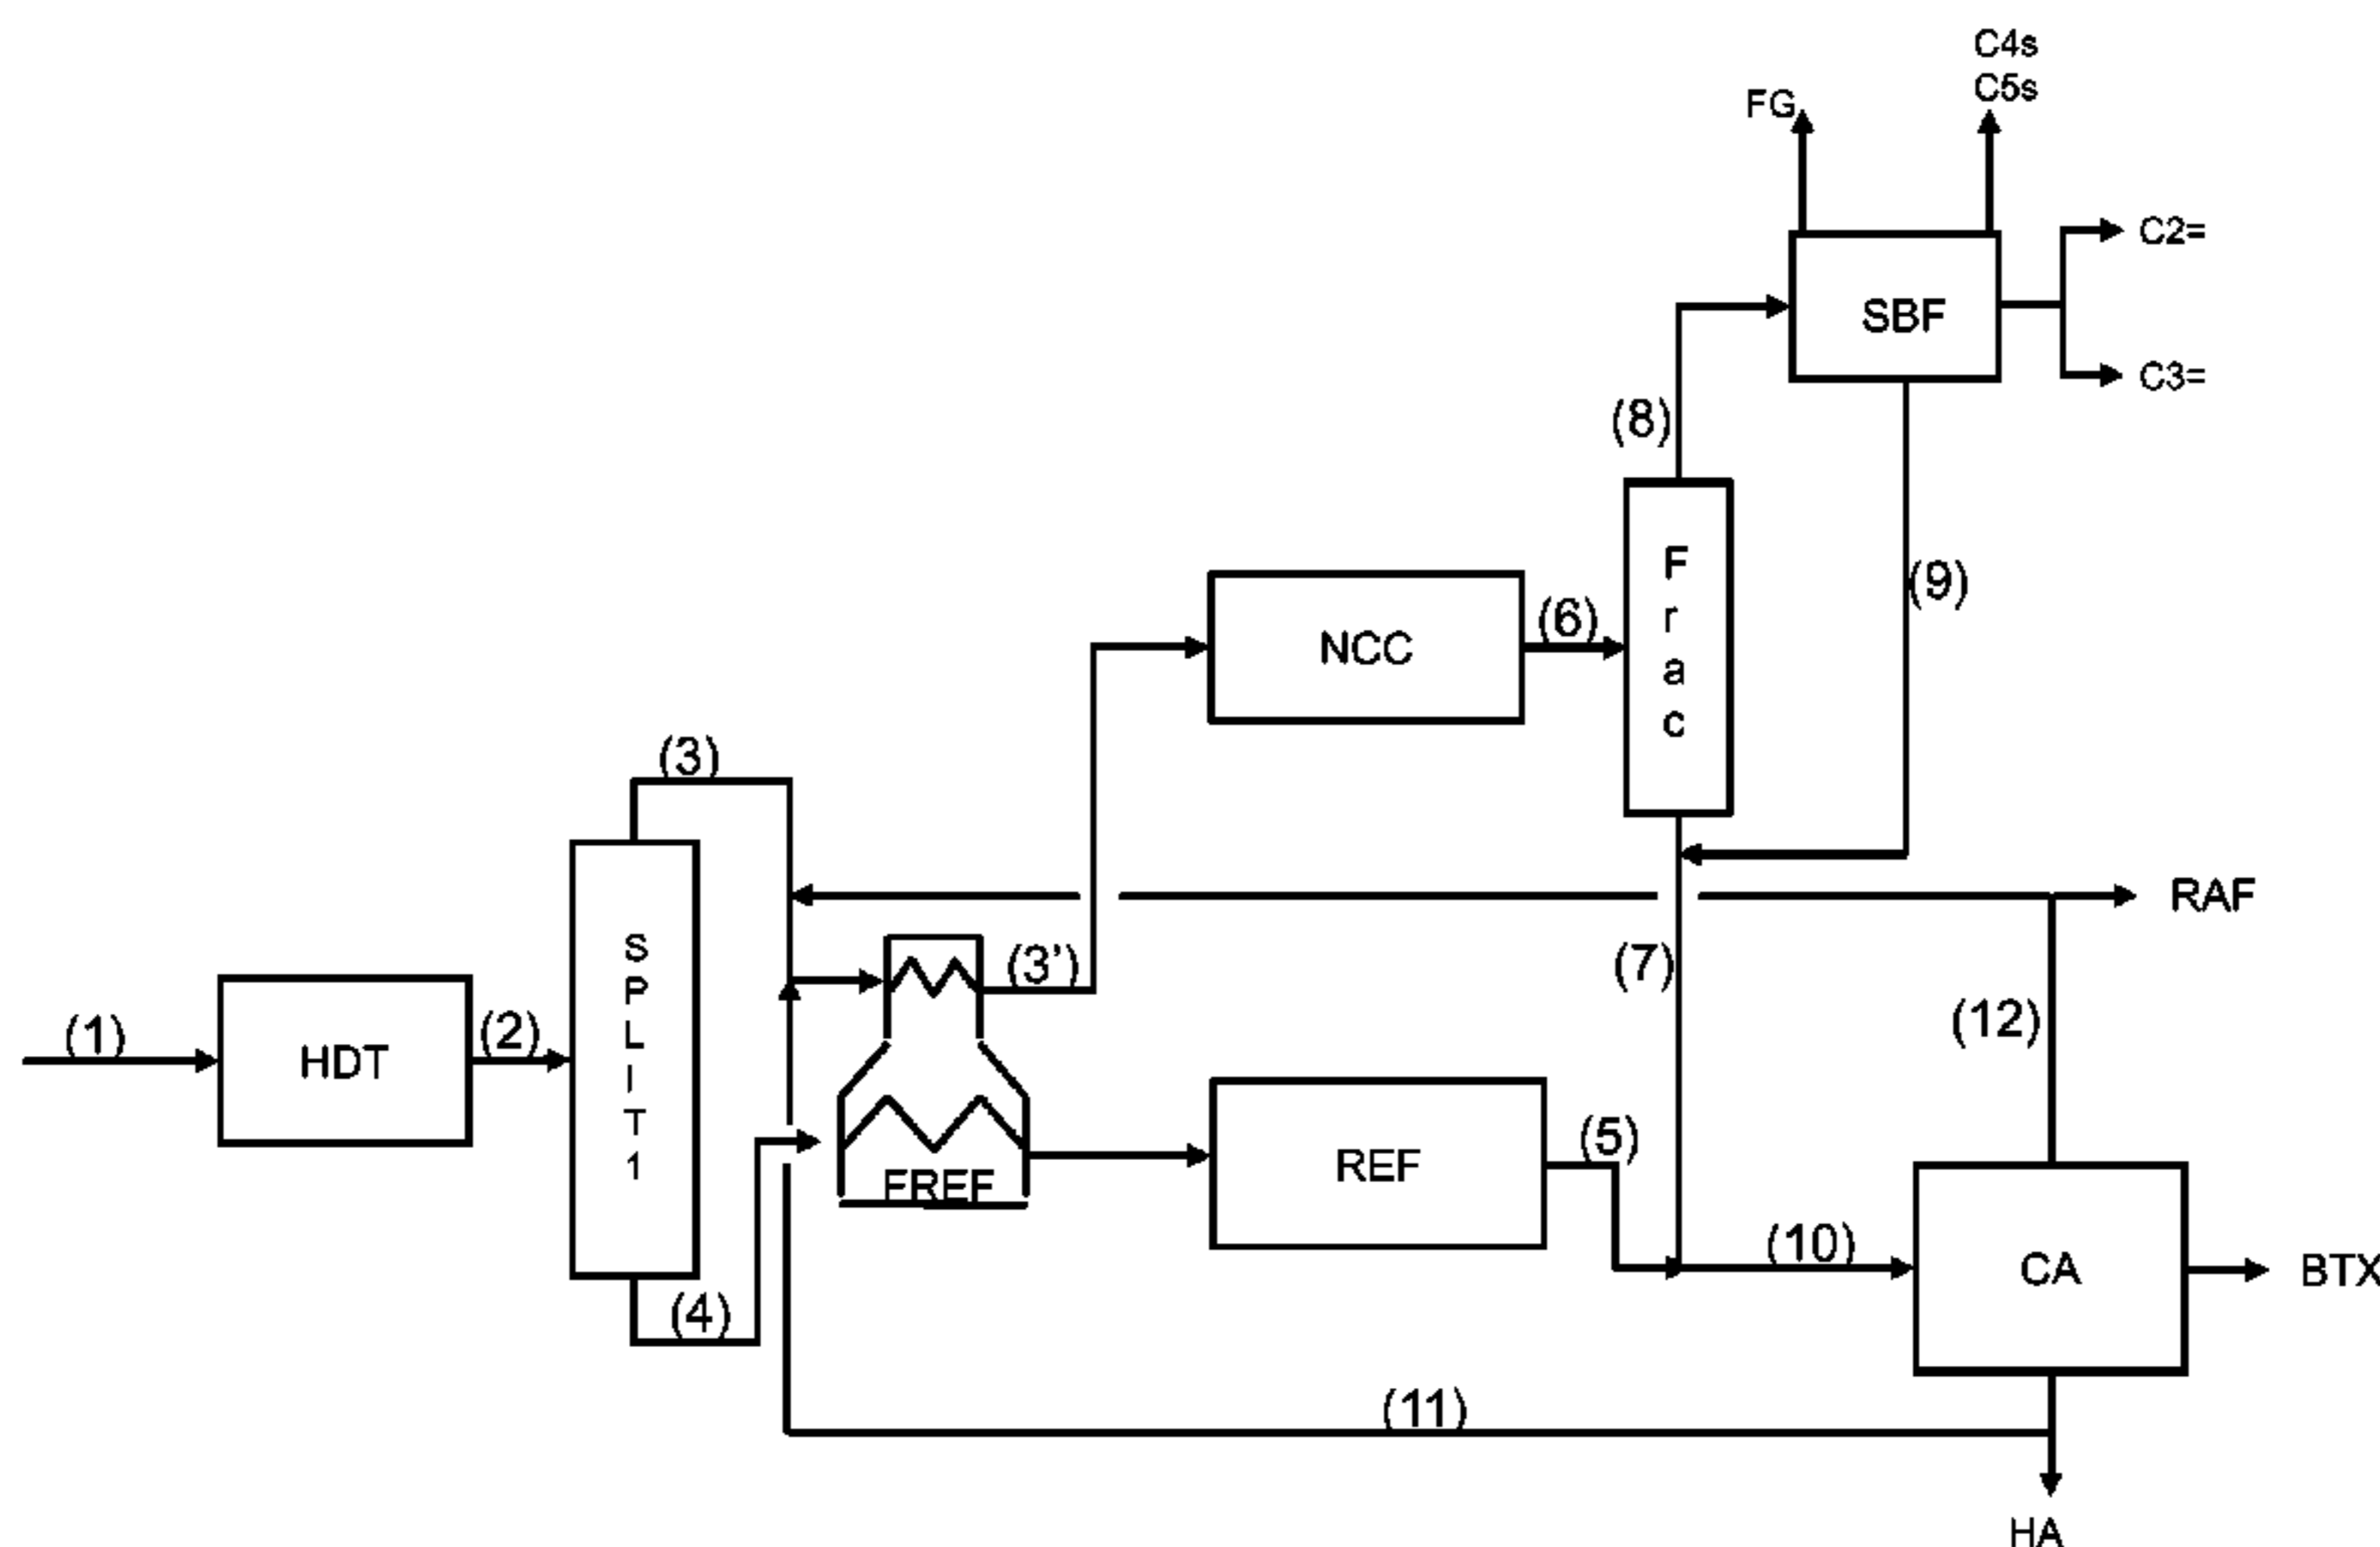 C4s
C5s
FG
C2=
SBF
C3=
(8)
F
r
a
c
(9)
(6)
NCC
(3)
RAF
S
P
L
I
T
1
(3’)
(7)
(12)
(1)
HDT
(2)
(5)
REF
FREF
(10)
CA
BTX
(4)
(11)
HA